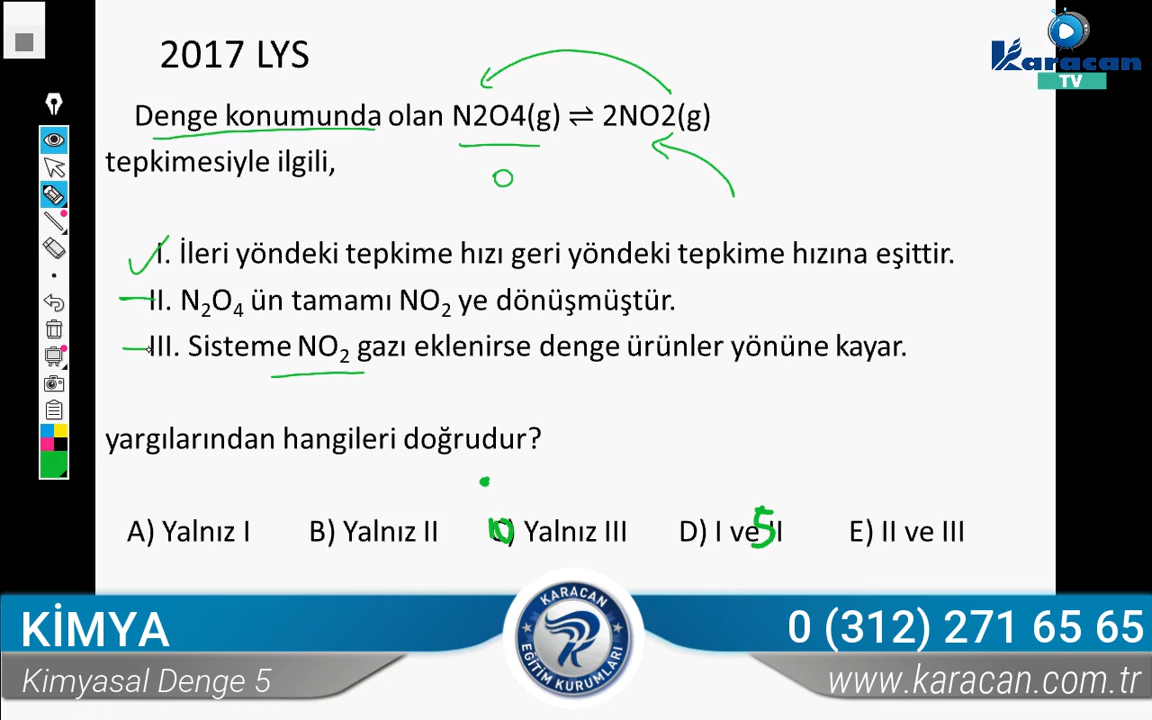 2017 LYS
Karacan
TV
Denge konumunda olan N2O4(g) ⇌ 2NO2(g)
tepkimesiyle ilgili,
I. İleri yöndeki tepkime hızı geri yöndeki tepkime hızına eşittir.
II. N₂O₄ ün tamamı NO₂ ye dönüşmüştür.
III. Sisteme NO₂ gazı eklenirse denge ürünler yönüne kayar.
yargılarından hangileri doğrudur?
A) Yalnız I B) Yalnız II C) Yalnız III D) I ve II E) II ve III
10 5
KİMYA
Kimyasal Denge 5
KARACAN
EĞİTİM KURUMLARI
0 (312) 271 65 65
www.karacan.com.tr